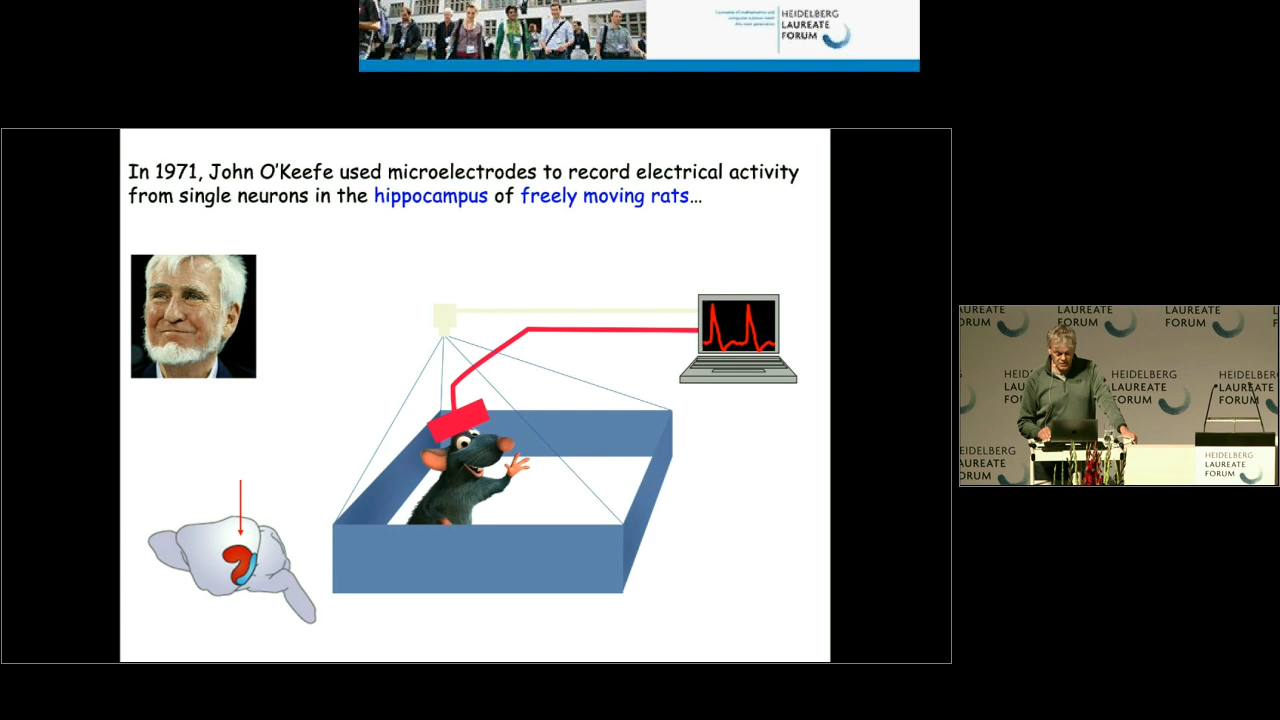 HEIDELBERG
LAUREATE
FORUM
In 1971, John O'Keefe used microelectrodes to record electrical activity
from single neurons in the hippocampus of freely moving rats...
LAUREATE
FORUM
LAUREATE
FORUM
LAUREATE
FORUM
HEIDELBERG
LAUREATE
FORUM
HEIDELBERG
LAUREATE
FORUM
HEIDELBERG
LAUREATE
FORUM
HEIDELBERG
LAUREATE
FORUM